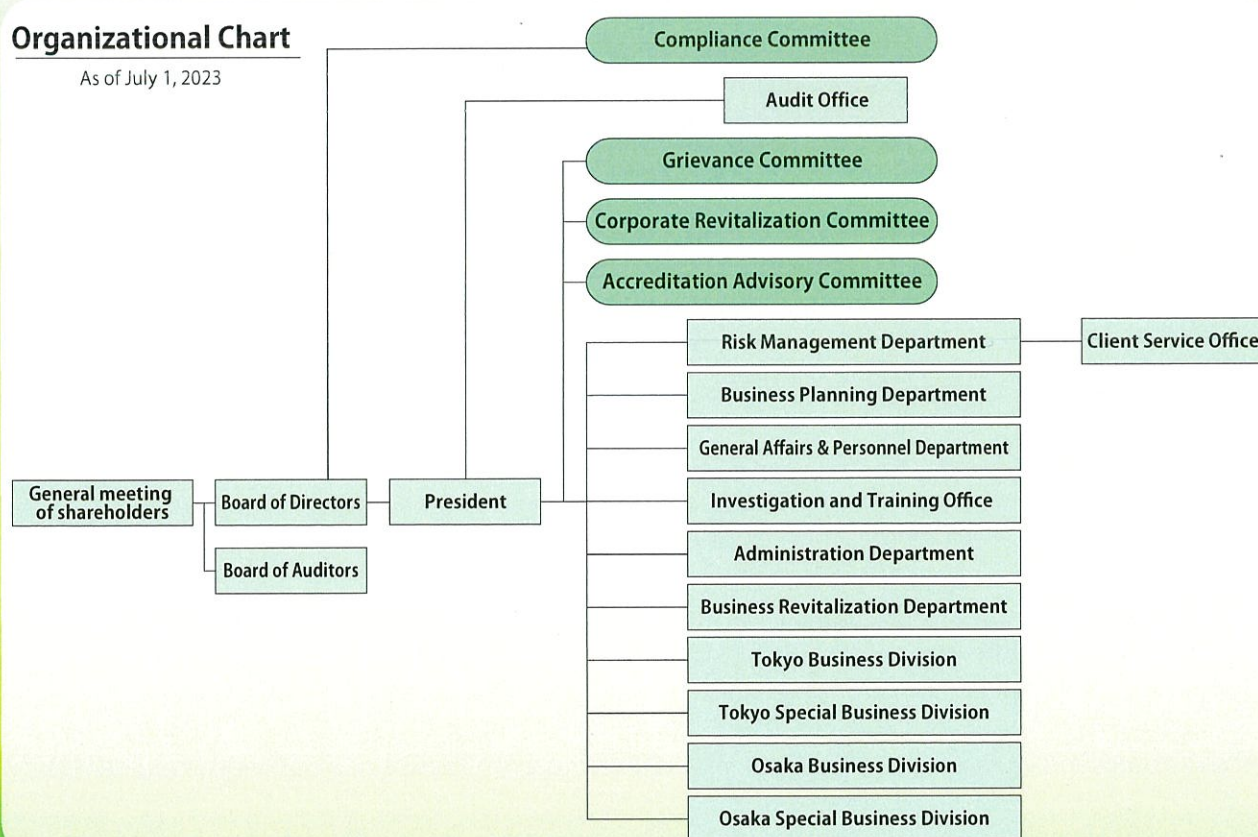 Organizational Chart
As of July 1, 2023
Compliance Committee
Audit Office
Grievance Committee
Corporate Revitalization Committee
Accreditation Advisory Committee
Risk Management Department
Client Service Office
Business Planning Department
General Affairs & Personnel Department
General meeting
of shareholders
Board of Directors
President
Investigation and Training Office
Administration Department
Board of Auditors
Business Revitalization Department
Tokyo Business Division
Tokyo Special Business Division
Osaka Business Division
Osaka Special Business Division